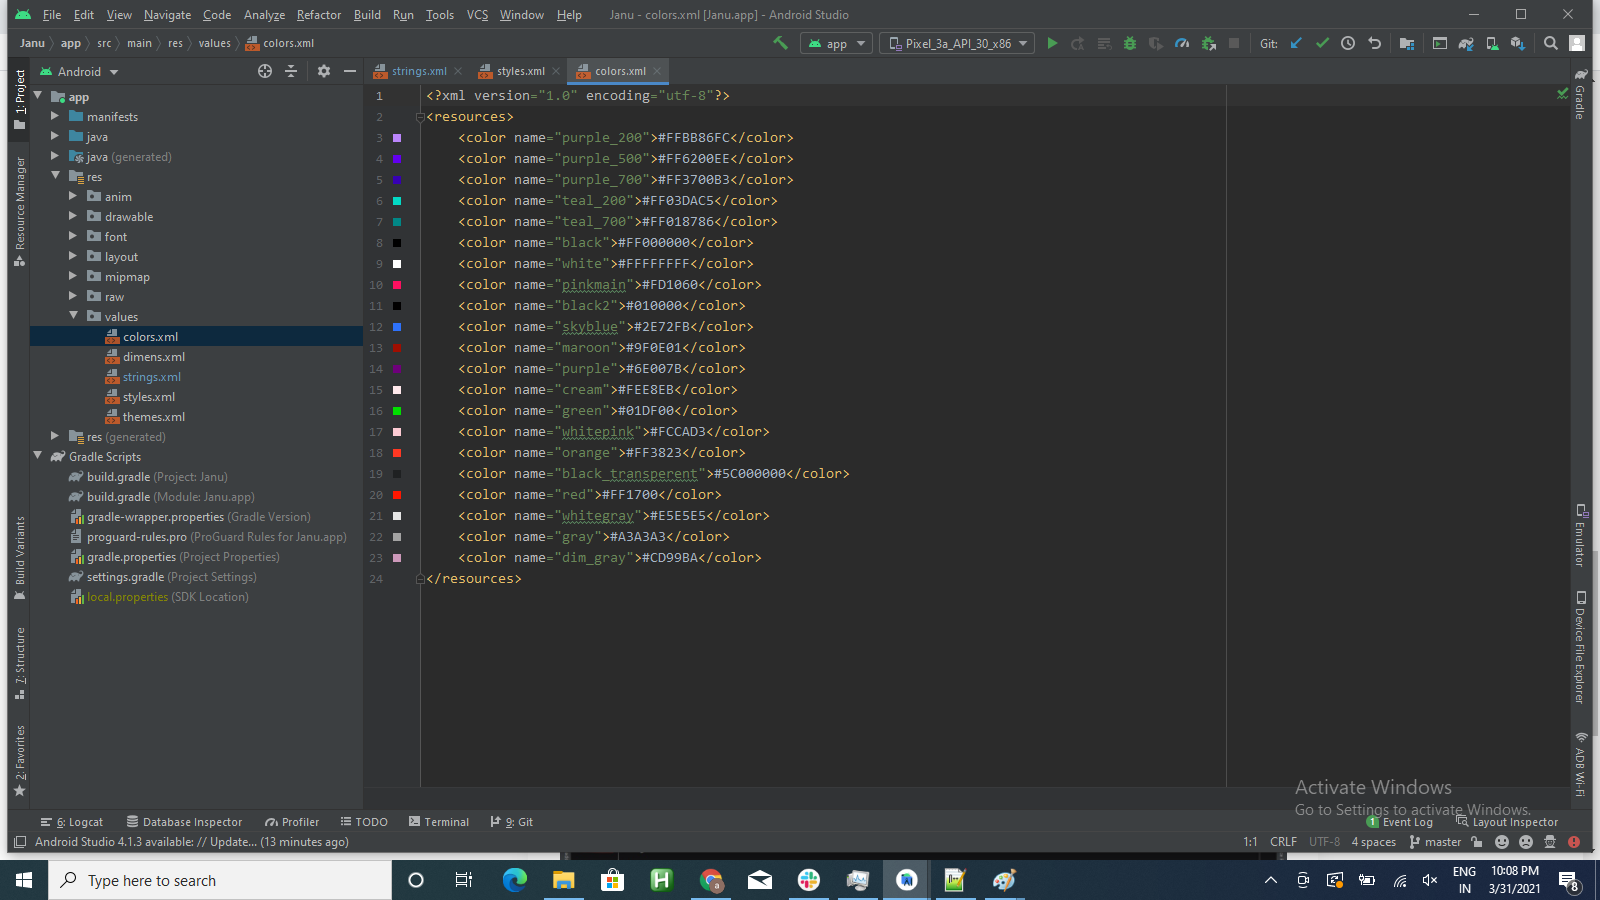 File Edit View Navigate Code Analyze Refactor Build Run Tools VCS Window Help Janu - colors.xml [Janu.app] - Android Studio
Janu app src main res values colors.xml app Pixel_3a_API_30_x86 Git:
Android
strings.xml styles.xml colors.xml
1: Project
Resource Manager
Build Variants
7: Structure
2: Favorites
app
manifests
java
java (generated)
res
anim
drawable
font
layout
mipmap
raw
values
colors.xml
dimens.xml
strings.xml
styles.xml
themes.xml
res (generated)
Gradle Scripts
build.gradle (Project: Janu)
build.gradle (Module: Janu.app)
gradle-wrapper.properties (Gradle Version)
proguard-rules.pro (ProGuard Rules for Janu.app)
gradle.properties (Project Properties)
settings.gradle (Project Settings)
local.properties (SDK Location)
1 <?xml version="1.0" encoding="utf-8"?>
2 <resources>
3 <color name="purple_200">#FFBB86FC</color>
4 <color name="purple_500">#FF6200EE</color>
5 <color name="purple_700">#FF3700B3</color>
6 <color name="teal_200">#FF03DAC5</color>
7 <color name="teal_700">#FF018786</color>
8 <color name="black">#FF000000</color>
9 <color name="white">#FFFFFFFF</color>
10 <color name="pinkmain">#FD1060</color>
11 <color name="black2">#010000</color>
12 <color name="skyblue">#2E72FB</color>
13 <color name="maroon">#9F0E01</color>
14 <color name="purple">#6E007B</color>
15 <color name="cream">#FEE8EB</color>
16 <color name="green">#01DF00</color>
17 <color name="whitepink">#FCCAD3</color>
18 <color name="orange">#FF3823</color>
19 <color name="black_transperent">#5C000000</color>
20 <color name="red">#FF1700</color>
21 <color name="whitegray">#E5E5E5</color>
22 <color name="gray">#A3A3A3</color>
23 <color name="dim_gray">#CD99BA</color>
24 </resources>
Gradle
Emulator
Device File Explorer
ADB Wi-Fi
Activate Windows
Go to Settings to activate Windows.
6: Logcat Database Inspector Profiler TODO Terminal 9: Git 1 Event Log Layout Inspector
Android Studio 4.1.3 available: // Update... (13 minutes ago) 1:1 CRLF UTF-8 4 spaces master
Type here to search
ENG
IN
10:08 PM
3/31/2021
8